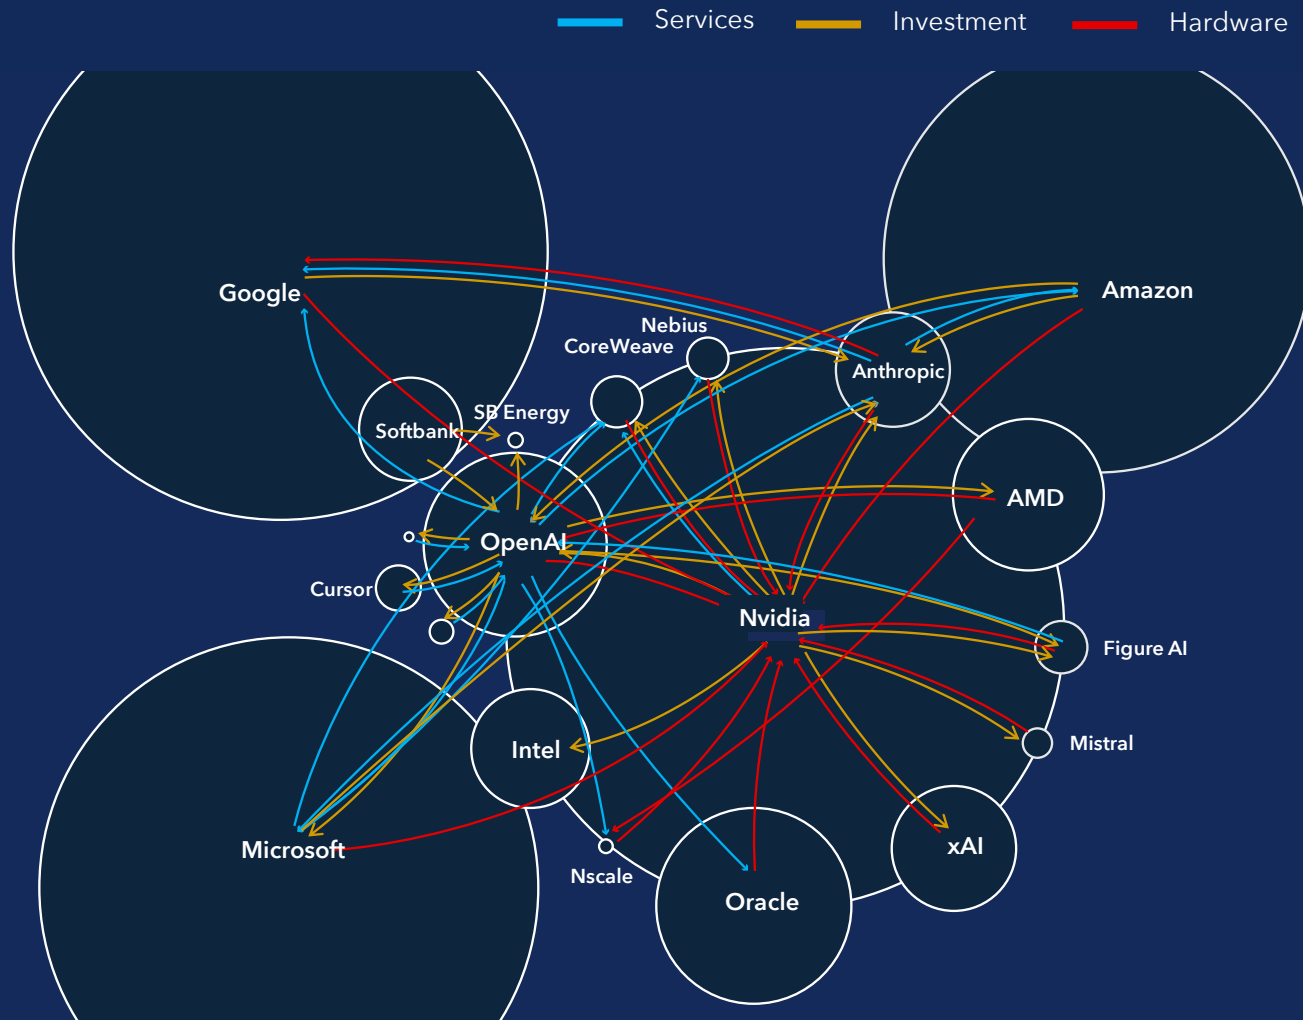 Services
Investment
Hardware
Google
Amazon
Nebius
CoreWeave
Anthropic
SB Energy
Softbank
AMD
OpenAI
Cursor
Nvidia
Figure AI
Mistral
Intel
Microsoft
xAI
Nscale
Oracle